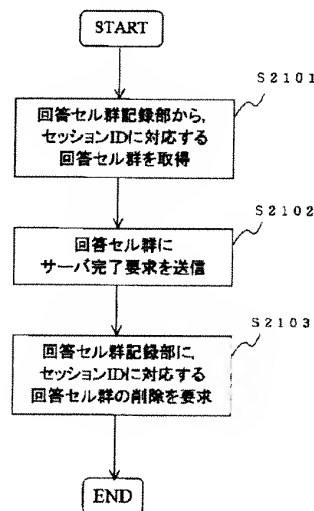 START
S2101
回答セル群記録部から,
セッションIDに対応する
回答セル群を取得
S2102
回答セル群に
サーバ完了要求を送信
S2103
回答セル群記録部に,
セッションIDに対応する
回答セル群の削除を要求
END